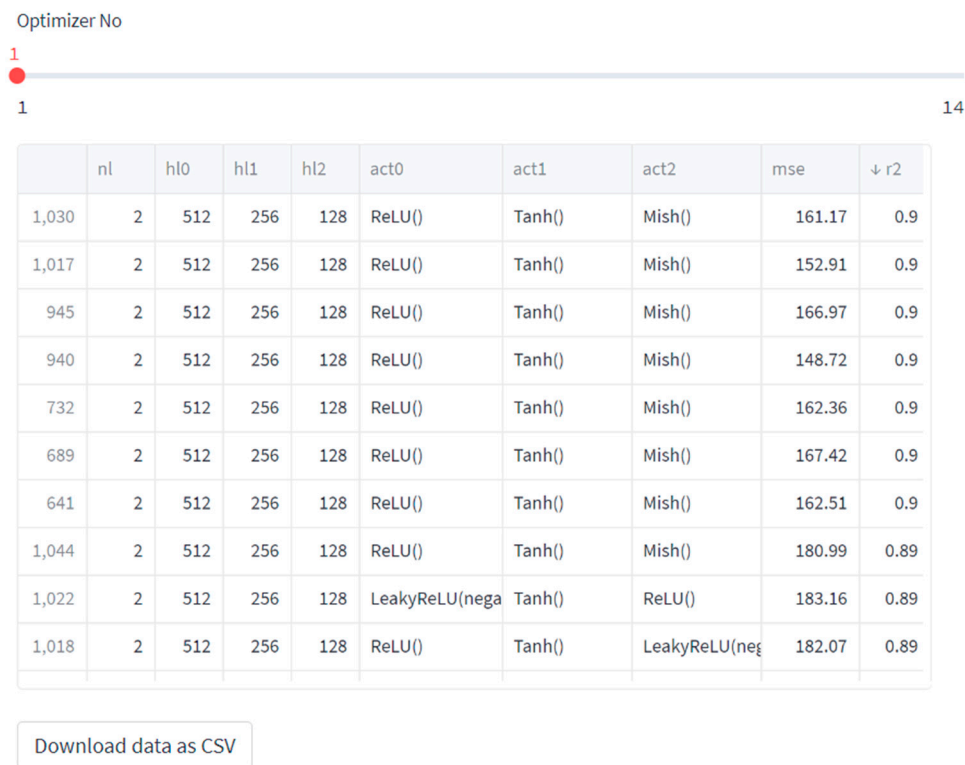 Optimizer No
1
1 14
nl hl0 hl1 hl2 act0 act1 act2 mse ↓ r2
1,030 2 512 256 128 ReLU() Tanh() Mish() 161.17 0.9
1,017 2 512 256 128 ReLU() Tanh() Mish() 152.91 0.9
945 2 512 256 128 ReLU() Tanh() Mish() 166.97 0.9
940 2 512 256 128 ReLU() Tanh() Mish() 148.72 0.9
732 2 512 256 128 ReLU() Tanh() Mish() 162.36 0.9
689 2 512 256 128 ReLU() Tanh() Mish() 167.42 0.9
641 2 512 256 128 ReLU() Tanh() Mish() 162.51 0.9
1,044 2 512 256 128 ReLU() Tanh() Mish() 180.99 0.89
1,022 2 512 256 128 LeakyReLU(nega Tanh() ReLU() 183.16 0.89
1,018 2 512 256 128 ReLU() Tanh() LeakyReLU(neg 182.07 0.89
Download data as CSV